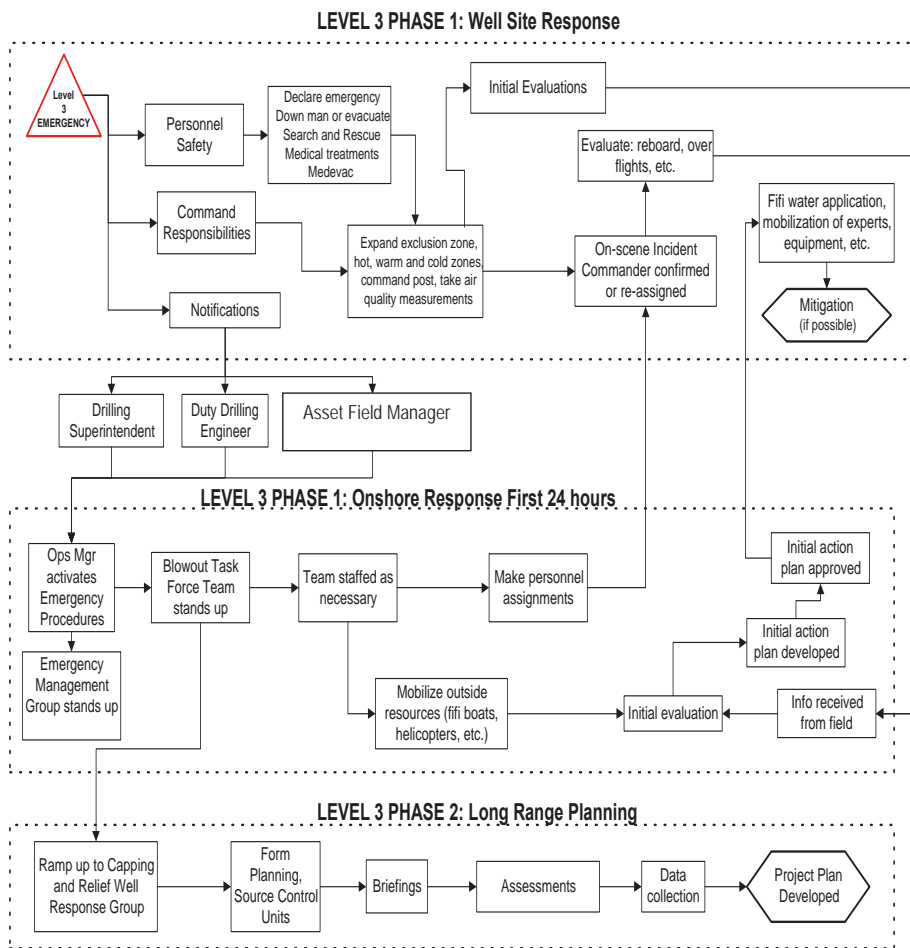 LEVEL 3 PHASE 1: Well Site Response
Level
3
EMERGENCY
Personnel
Safety
Declare emergency
Down man or evacuate
Search and Rescue
Medical treatments
Medevac
Initial Evaluations
Evaluate: reboard, over
flights, etc.
Command
Responsibilities
Expand exclusion zone,
hot, warm and cold zones,
command post, take air
quality measurements
On-scene Incident
Commander confirmed
or re-assigned
Fifi water application,
mobilization of experts,
equipment, etc.
Mitigation
(if possible)
Notifications
Drilling
Superintendent
Duty Drilling
Engineer
Asset Field Manager
LEVEL 3 PHASE 1: Onshore Response First 24 hours
Ops Mgr
activates
Emergency
Procedures
Blowout Task
Force Team
stands up
Team staffed as
necessary
Make personnel
assignments
Initial action
plan approved
Initial action
plan developed
Emergency
Management
Group stands up
Mobilize outside
resources (fifi boats,
helicopters, etc.)
Initial evaluation
Info received
from field
LEVEL 3 PHASE 2: Long Range Planning
Ramp up to Capping
and Relief Well
Response Group
Form
Planning,
Source Control
Units
Briefings
Assessments
Data
collection
Project Plan
Developed